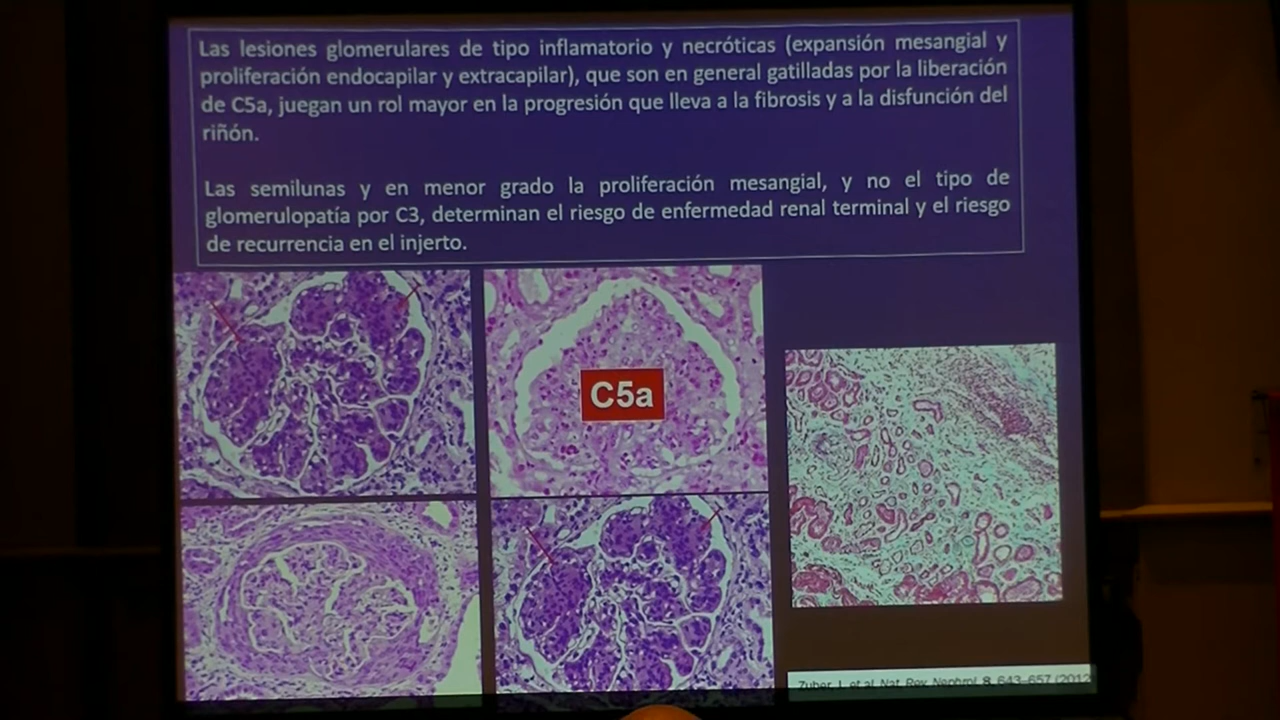 Las lesiones glomerulares de tipo inflamatorio y necróticas (expansión mesangial y
proliferación endocapilar y extracapilar), que son en general gatilladas por la liberación
de C5a, juegan un rol mayor en la progresión que lleva a la fibrosis y a la disfunción del
riñón.
Las semilunas y en menor grado la proliferación mesangial, y no el tipo de
glomerulopatía por C3, determinan el riesgo de enfermedad renal terminal y el riesgo
de recurrencia en el injerto.
C5a
Zuber, J. et al. Nat. Rev. Nephrol. 8, 643–657 (2012